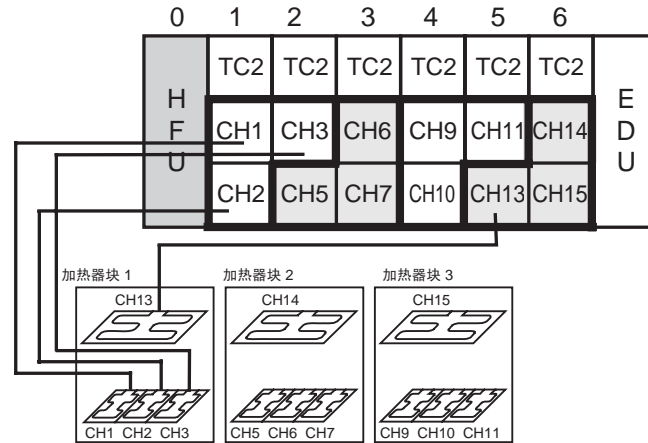 0 1 2 3 4 5 6
TC2 TC2 TC2 TC2 TC2 TC2
HFU
EDU
CH1 CH3 CH6 CH9 CH11 CH14
CH2 CH5 CH7 CH10 CH13 CH15
加热器块 1 加热器块 2 加热器块 3
CH13 CH14 CH15
CH1 CH2 CH3 CH5 CH6 CH7 CH9 CH10 CH11